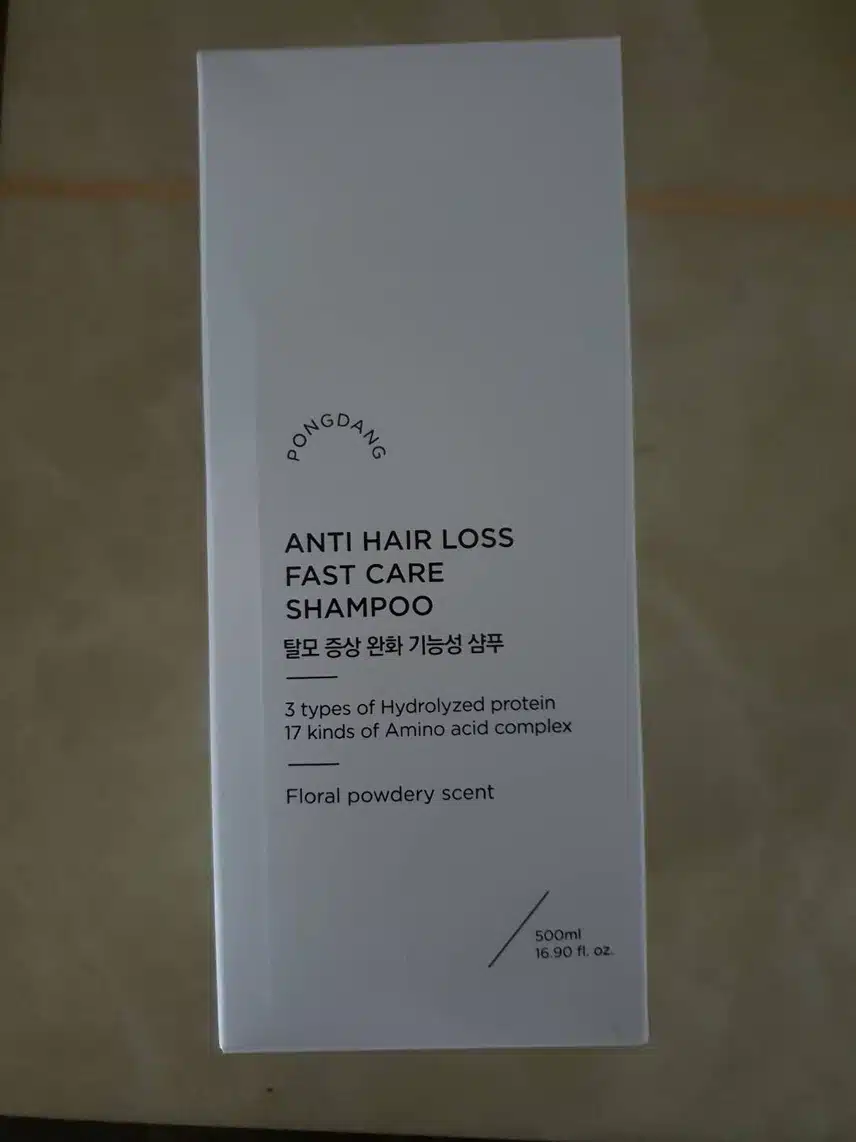 PONGDANG
ANTI HAIR LOSS
FAST CARE
SHAMPOO
탈모 증상 완화 기능성 샴푸
3 types of Hydrolyzed protein
17 kinds of Amino acid complex
Floral powdery scent
500ml
16.90 fl. oz.